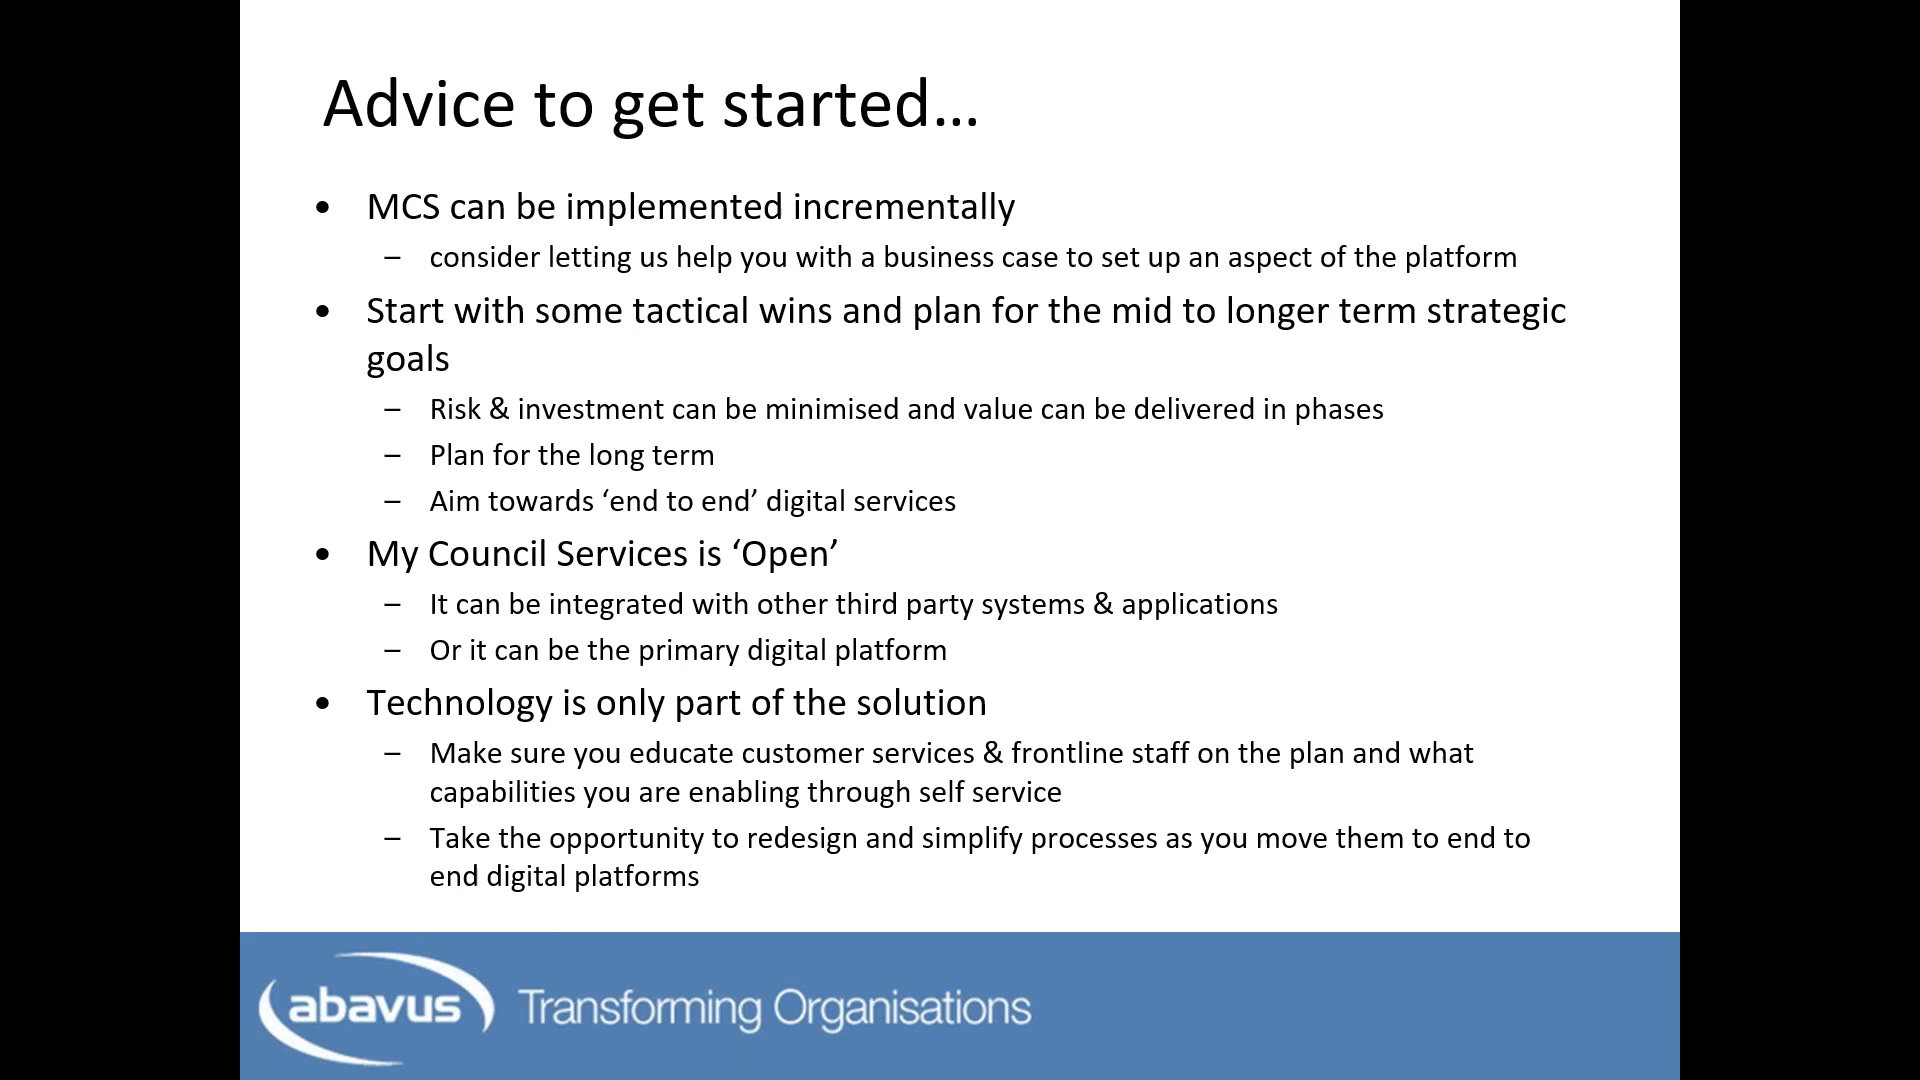 Advice to get started…
• MCS can be implemented incrementally
– consider letting us help you with a business case to set up an aspect of the platform
• Start with some tactical wins and plan for the mid to longer term strategic
goals
– Risk & investment can be minimised and value can be delivered in phases
– Plan for the long term
– Aim towards ‘end to end’ digital services
• My Council Services is ‘Open’
– It can be integrated with other third party systems & applications
– Or it can be the primary digital platform
• Technology is only part of the solution
– Make sure you educate customer services & frontline staff on the plan and what
capabilities you are enabling through self service
– Take the opportunity to redesign and simplify processes as you move them to end to
end digital platforms
abavus Transforming Organisations